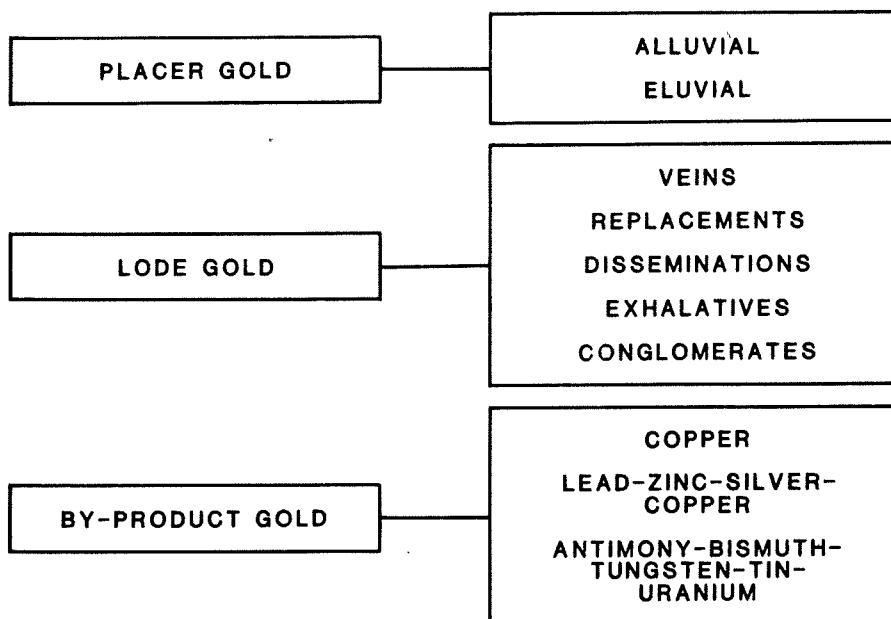 PLACER GOLD
ALLUVIAL
ELUVIAL
LODE GOLD
VEINS
REPLACEMENTS
DISSEMINATIONS
EXHALATIVES
CONGLOMERATES
BY-PRODUCT GOLD
COPPER
LEAD-ZINC-SILVER-
COPPER
ANTIMONY-BISMUTH-
TUNGSTEN-TIN-
URANIUM